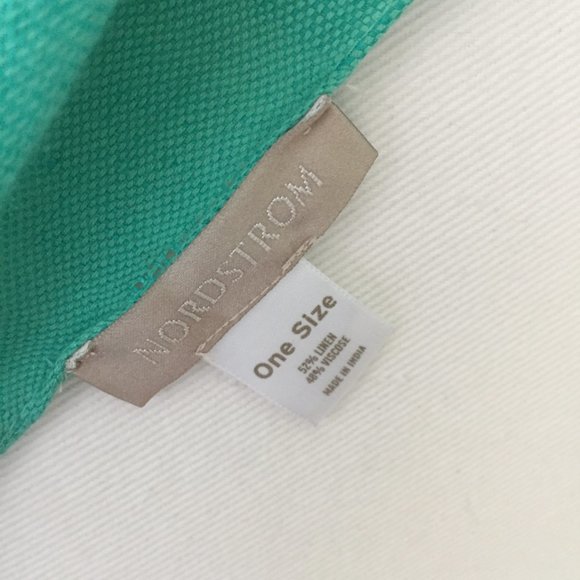 NORDSTROM
One Size
52% LINEN
48% VISCOSE
MADE IN INDIA